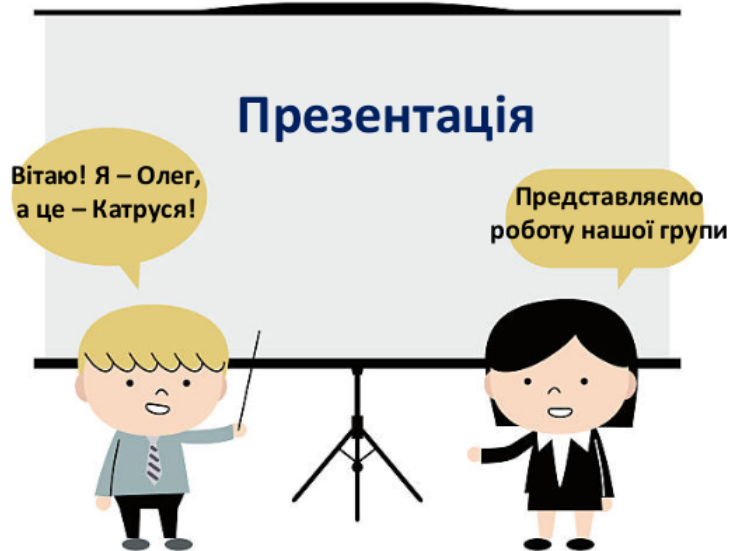 Презентація
Вітаю! Я – Олег,
а це – Катруся!
Представляємо
роботу нашої групи